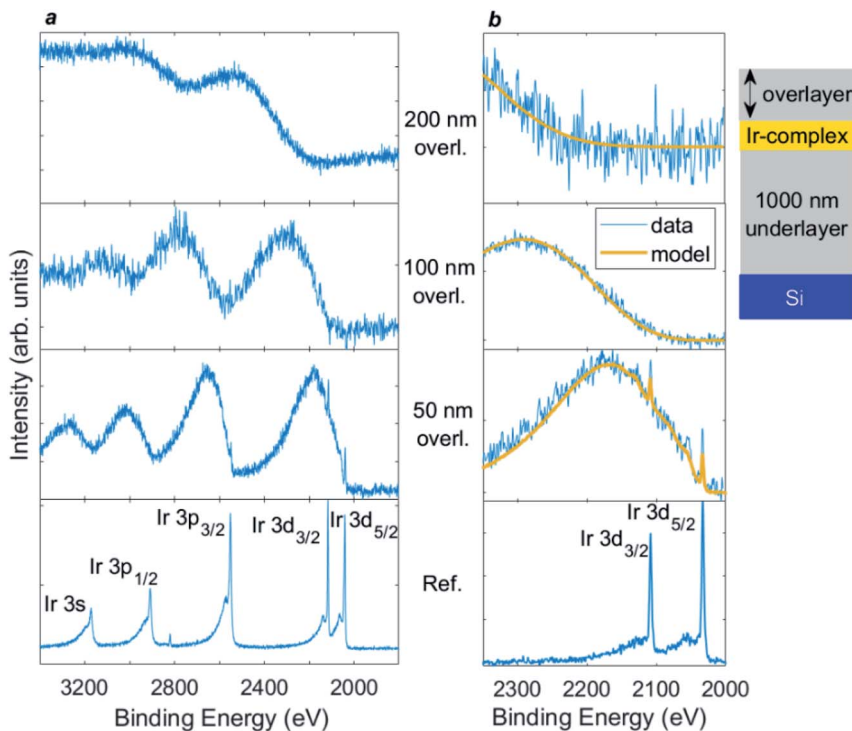 a
b
200 nm
overl.
100 nm
overl.
50 nm
overl.
Ref.
Intensity (arb. units)
Ir 3s
Ir 3p1/2
Ir 3p3/2
Ir 3d3/2
Ir 3d5/2
3200 2800 2400 2000
Binding Energy (eV)
data
model
Ir 3d3/2
Ir 3d5/2
2300 2200 2100 2000
Binding Energy (eV)
overlayer
Ir-complex
1000 nm
underlayer
Si